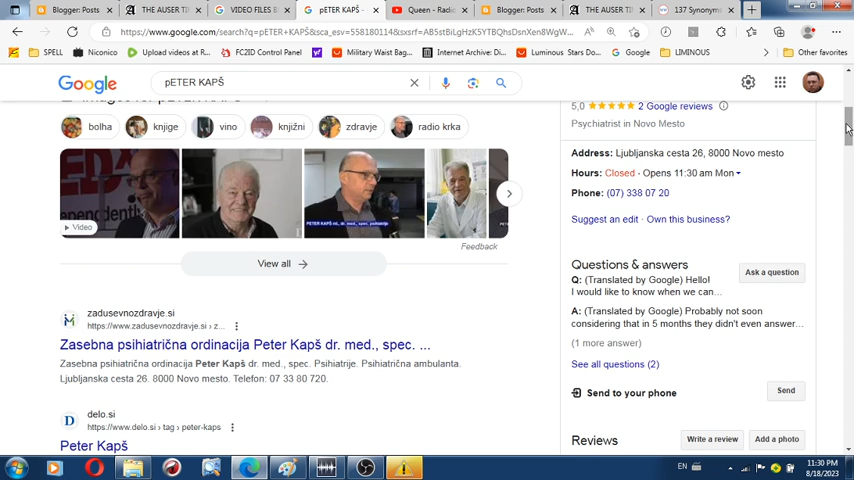 Blogger: Posts
THE AUSER TI
VIDEO FILES B
pETER KAPŠ -
Queen - Radio
Blogger: Posts
THE AUSER TI
137 Synonyms
https://www.google.com/search?q=pETER+KAPŠ&sca_esv=558180114&sxsrf=AB5stBiLgHzK5YTBQhsDsnXen8WgW...
SPELL
Niconico
Upload videos at R...
FC2ID Control Panel
Military Waist Bag...
Internet Archive: Di...
Luminous Stars Do...
Google
LIMINOUS
Other favorites
Google
pETER KAPŠ
bolha
knjige
vino
knjižni
zdravje
radio krka
Video
PETER KAPŠ ml., dr. med., spec. psihiatrije
Feedback
View all
zadusevnozdravje.si
https://www.zadusevnozdravje.si › z...
Zasebna psihiatrična ordinacija Peter Kapš dr. med., spec. ...
Zasebna psihiatrična ordinacija Peter Kapš dr. med., spec. Psihiatrije. Psihiatrična ambulanta.
Ljubljanska cesta 26. 8000 Novo mesto. Telefon: 07 33 80 720.
delo.si
https://www.delo.si › tag › peter-kaps
Peter Kapš
5,0
2 Google reviews
Psychiatrist in Novo Mesto
Address: Ljubljanska cesta 26, 8000 Novo mesto
Hours: Closed · Opens 11:30 am Mon
Phone: (07) 338 07 20
Suggest an edit · Own this business?
Questions & answers
Q: (Translated by Google) Hello!
I would like to know when we can...
Ask a question
A: (Translated by Google) Probably not soon
considering that in 5 months they didn't even answer...
(1 more answer)
See all questions (2)
Send to your phone
Send
Reviews
Write a review
Add a photo
EN
11:30 PM
8/18/2023